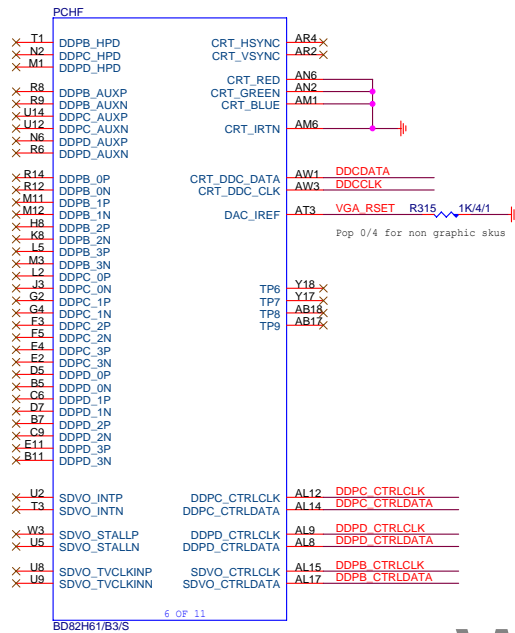 PCHF
T1 DDPB_HPD CRT_HSYNC AR4
N2 DDPC_HPD CRT_VSYNC AR2
M1 DDPD_HPD
CRT_RED AN6
R8 DDPB_AUXP CRT_GREEN AN2
R9 DDPB_AUXN CRT_BLUE AM1
U14 DDPC_AUXP
U12 DDPC_AUXN CRT_IRTN AM6
N6 DDPD_AUXP
R6 DDPD_AUXN
R14 DDPB_0P CRT_DDC_DATA AW1 DDCDATA
R12 DDPB_0N CRT_DDC_CLK AW3 DDCCLK
M11 DDPB_1P
M12 DDPB_1N DAC_IREF AT3 VGA_RSET R315 1K/4/1
H8 DDPB_2P
K8 DDPB_2N Pop 0/4 for non graphic skus
L5 DDPB_3P
M3 DDPB_3N
L2 DDPC_0P
J3 DDPC_0N TP6 Y18
G2 DDPC_1P TP7 Y17
G4 DDPC_1N TP8 AB18
F3 DDPC_2P TP9 AB17
F5 DDPC_2N
E4 DDPC_3P
E2 DDPC_3N
D5 DDPD_0P
B5 DDPD_0N
C6 DDPD_1P
D7 DDPD_1N
B7 DDPD_2P
C9 DDPD_2N
E11 DDPD_3P
B11 DDPD_3N
U2 SDVO_INTP DDPC_CTRLCLK AL12 DDPC_CTRLCLK
T3 SDVO_INTN DDPC_CTRLDATA AL14 DDPC_CTRLDATA
W3 SDVO_STALLP DDPD_CTRLCLK AL9 DDPD_CTRLCLK
U5 SDVO_STALLN DDPD_CTRLDATA AL8 DDPD_CTRLDATA
U8 SDVO_TVCLKINP SDVO_CTRLCLK AL15 DDPB_CTRLCLK
U9 SDVO_TVCLKINN SDVO_CTRLDATA AL17 DDPB_CTRLDATA
6 OF 11
BD82H61/B3/S